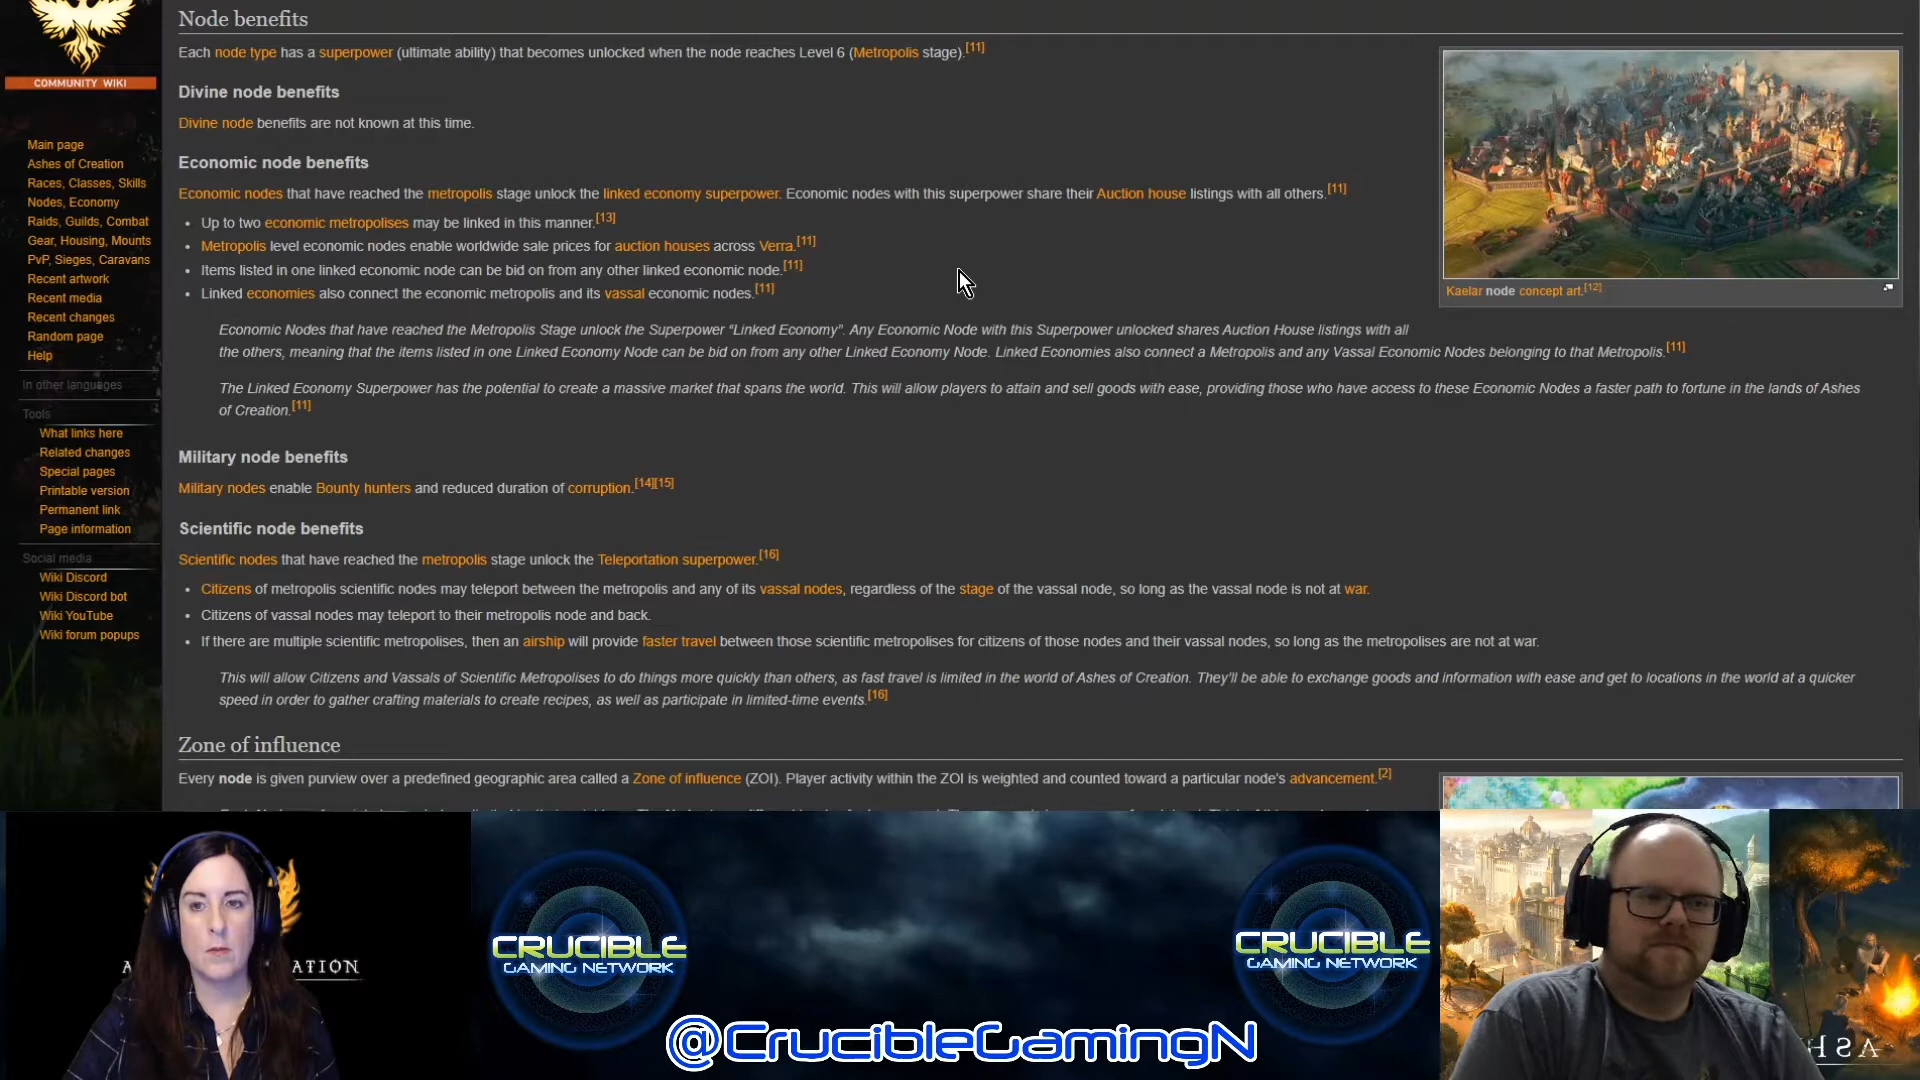 Node benefits
Each node type has a superpower (ultimate ability) that becomes unlocked when the node reaches Level 6 (Metropolis stage).[11]
COMMUNITY WIKI
Divine node benefits
Divine node benefits are not known at this time.
Main page
Ashes of Creation
Races, Classes, Skills
Nodes, Economy
Raids, Guilds, Combat
Gear, Housing, Mounts
PvP, Sieges, Caravans
Recent artwork
Recent media
Recent changes
Random page
Help
In other languages
Tools
What links here
Related changes
Special pages
Printable version
Permanent link
Page information
Social media
Wiki Discord
Wiki Discord bot
Wiki YouTube
Wiki forum popups
Economic node benefits
Economic nodes that have reached the metropolis stage unlock the linked economy superpower. Economic nodes with this superpower share their Auction house listings with all others.[11]
• Up to two economic metropolises may be linked in this manner.[13]
• Metropolis level economic nodes enable worldwide sale prices for auction houses across Verra.[11]
• Items listed in one linked economic node can be bid on from any other linked economic node.[11]
• Linked economies also connect the economic metropolis and its vassal economic nodes.[11]
Kaelar node concept art.[12]
Economic Nodes that have reached the Metropolis Stage unlock the Superpower “Linked Economy”. Any Economic Node with this Superpower unlocked shares Auction House listings with all
the others, meaning that the items listed in one Linked Economy Node can be bid on from any other Linked Economy Node. Linked Economies also connect a Metropolis and any Vassal Economic Nodes belonging to that Metropolis.[11]
The Linked Economy Superpower has the potential to create a massive market that spans the world. This will allow players to attain and sell goods with ease, providing those who have access to these Economic Nodes a faster path to fortune in the lands of Ashes
of Creation.[11]
Military node benefits
Military nodes enable Bounty hunters and reduced duration of corruption.[14][15]
Scientific node benefits
Scientific nodes that have reached the metropolis stage unlock the Teleportation superpower.[16]
• Citizens of metropolis scientific nodes may teleport between the metropolis and any of its vassal nodes, regardless of the stage of the vassal node, so long as the vassal node is not at war.
• Citizens of vassal nodes may teleport to their metropolis node and back.
• If there are multiple scientific metropolises, then an airship will provide faster travel between those scientific metropolises for citizens of those nodes and their vassal nodes, so long as the metropolises are not at war.
This will allow Citizens and Vassals of Scientific Metropolises to do things more quickly than others, as fast travel is limited in the world of Ashes of Creation. They'll be able to exchange goods and information with ease and get to locations in the world at a quicker
speed in order to gather crafting materials to create recipes, as well as participate in limited-time events.[16]
Zone of influence
Every node is given purview over a predefined geographic area called a Zone of influence (ZOI). Player activity within the ZOI is weighted and counted toward a particular node's advancement.[2]
A ATION
CRUCIBLE
GAMING NETWORK
CRUCIBLE
GAMING NETWORK
@CrucibleGamingN
ASH